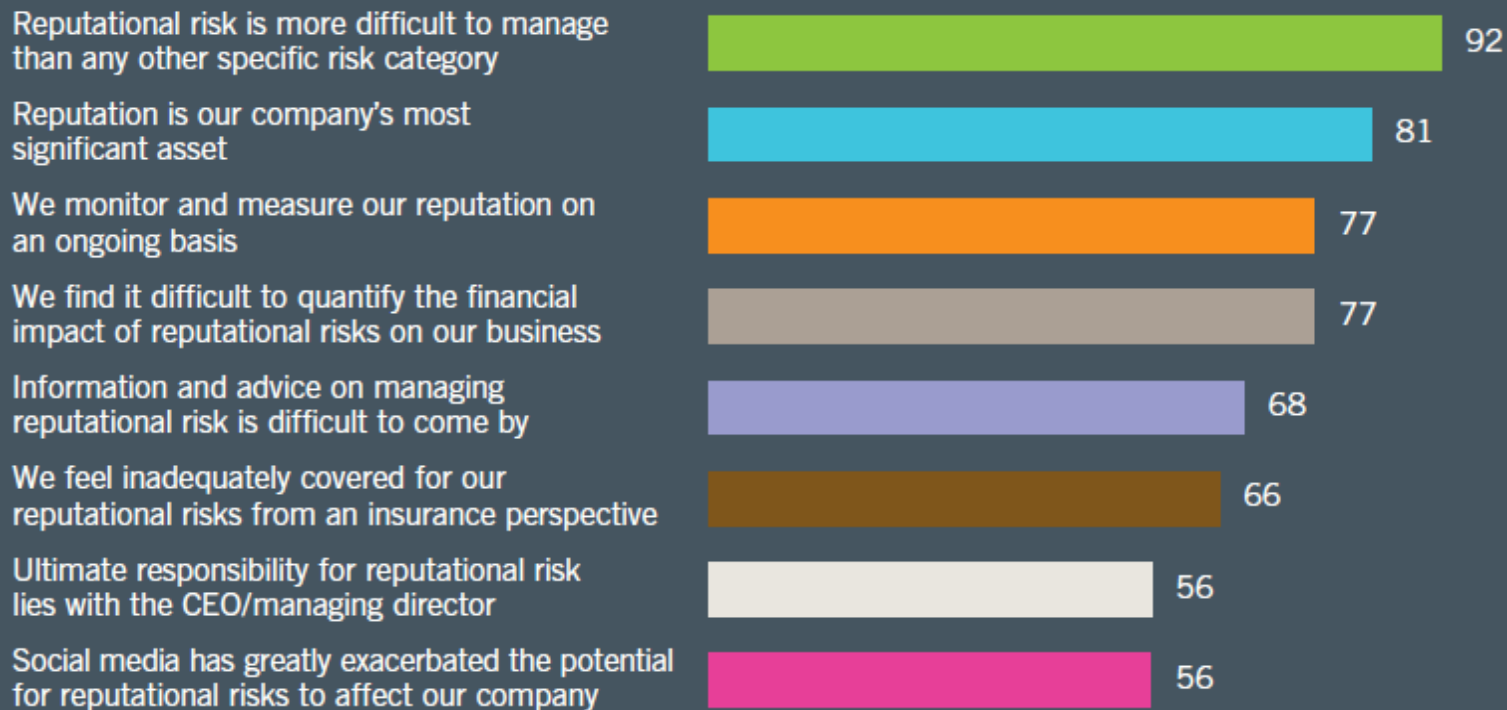 Reputational risk is more difficult to manage
than any other specific risk category
92
Reputation is our company’s most
significant asset
81
We monitor and measure our reputation on
an ongoing basis
77
We find it difficult to quantify the financial
impact of reputational risks on our business
77
Information and advice on managing
reputational risk is difficult to come by
68
We feel inadequately covered for our
reputational risks from an insurance perspective
66
Ultimate responsibility for reputational risk
lies with the CEO/managing director
56
Social media has greatly exacerbated the potential
for reputational risks to affect our company
56